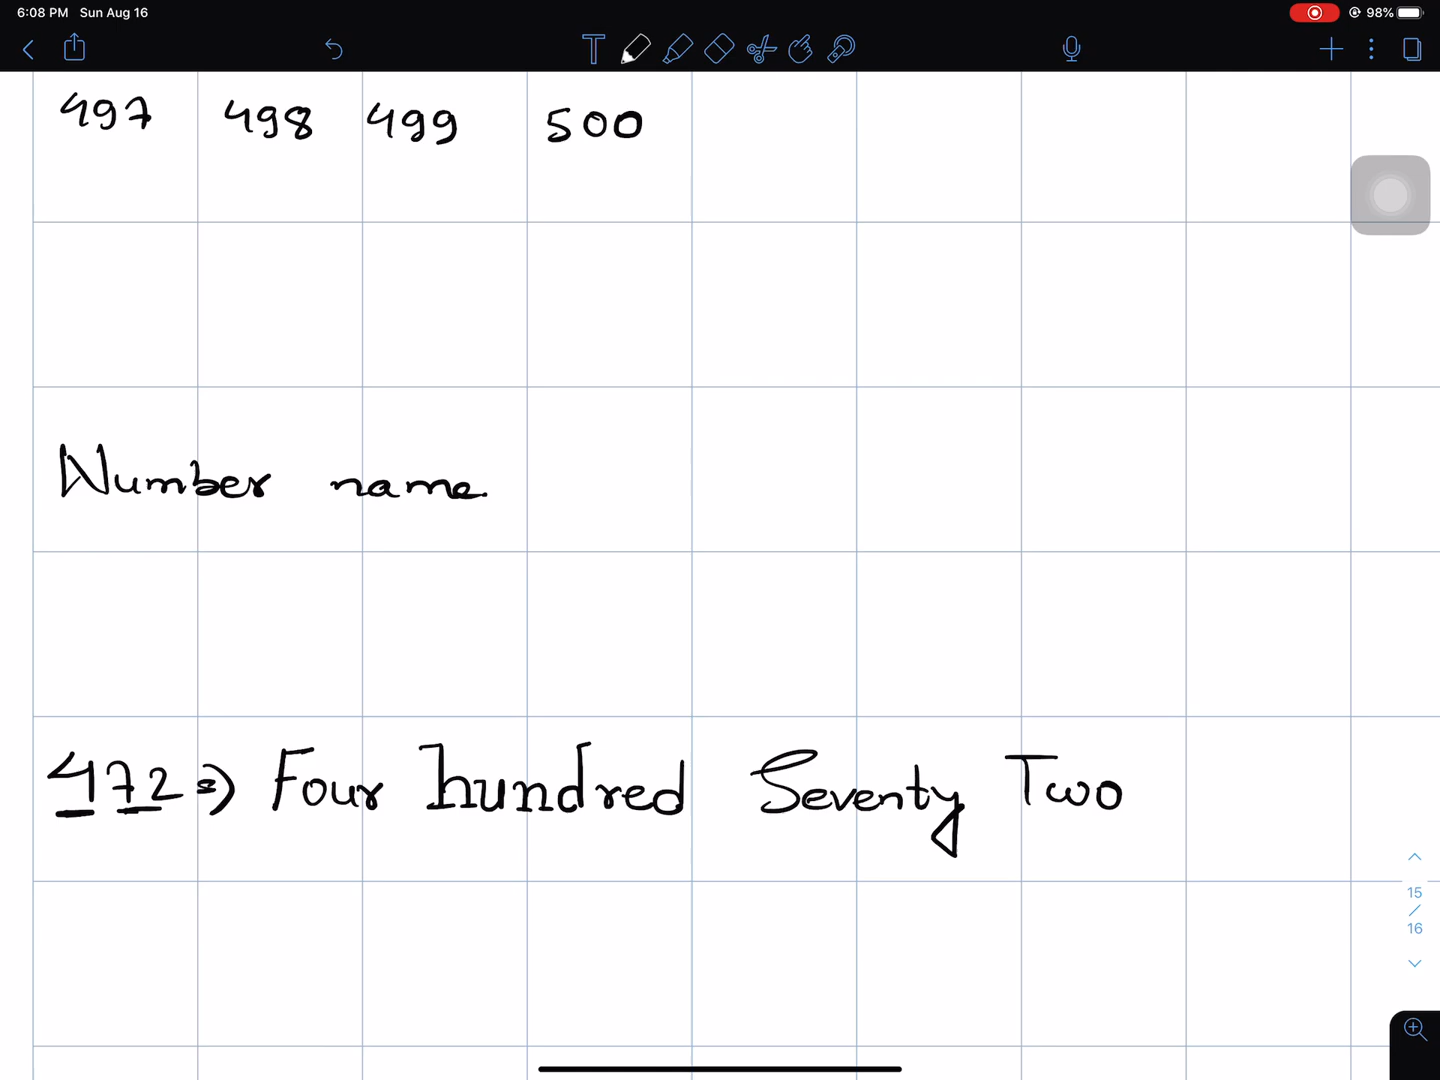 6:08 PM Sun Aug 16 98%
497 498 499 500
Number name.
472 => Four hundred Seventy Two
15
/
16